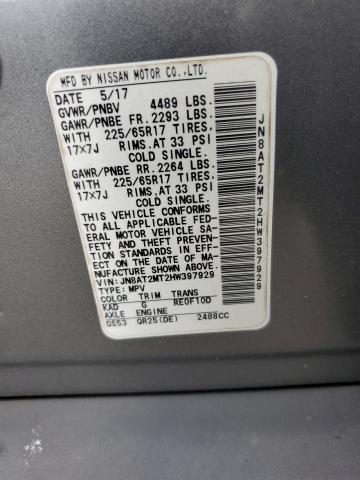 MFD BY NISSAN MOTOR CO.,LTD.
DATE 5/17
GVWR/PNBV 4489 LBS.
GAWR/PNBE FR.2293 LBS.
WITH 225/65R17 TIRES,
17x7J RIMS.AT 33 PSI
COLD SINGLE.
GAWR/PNBE RR.2264 LBS.
WITH 225/65R17 TIRES,
17x7J RIMS.AT 33 PSI
COLD SINGLE.
THIS VEHICLE CONFORMS
TO ALL APPLICABLE FED-
ERAL MOTOR VEHICLE SA-
FETY AND THEFT PREVEN-
TION STANDARDS IN EFF-
ECT ON THE DATE OF MA-
NUFACTURE SHOWN ABOVE.
VIN:JN8AT2MT2HW397929
TYPE:MPV
COLOR TRIM TRANS
KAD G RE0F10D
AXLE ENGINE
GS53 QR25(DE) 2488CC
JN8AT2MT2HW397929